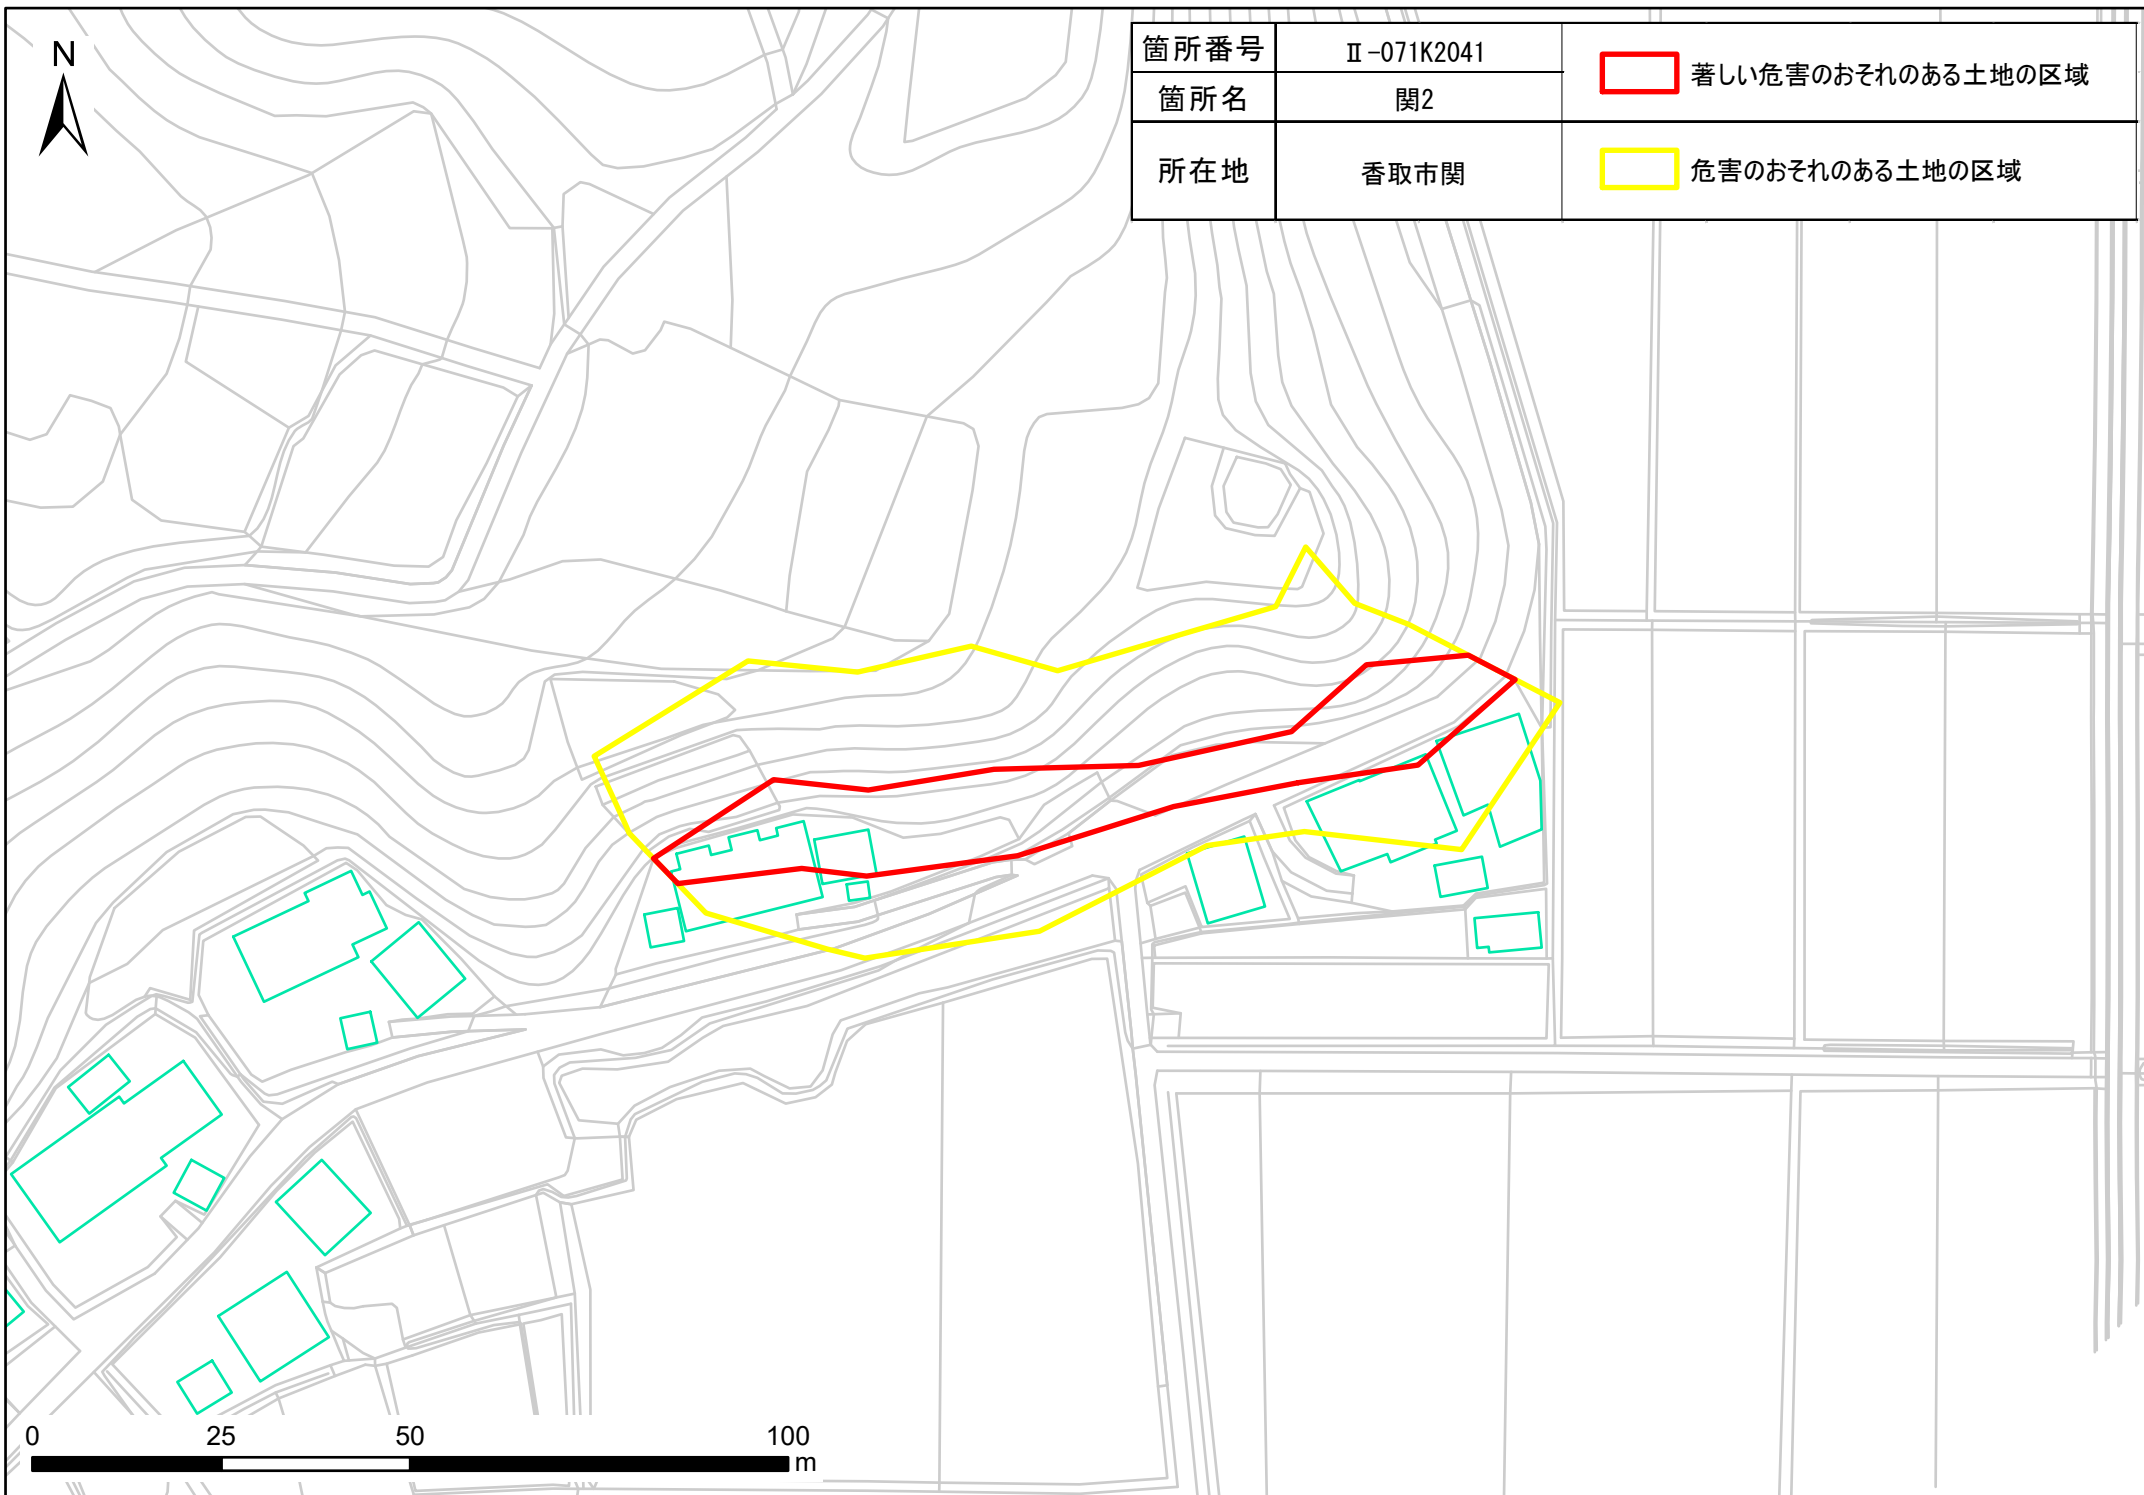 N
箇所番号 Ⅱ-071K2041
箇所名 関2
所在地 香取市関
著しい危害のおそれのある土地の区域
危害のおそれのある土地の区域
0 25 50 100
m